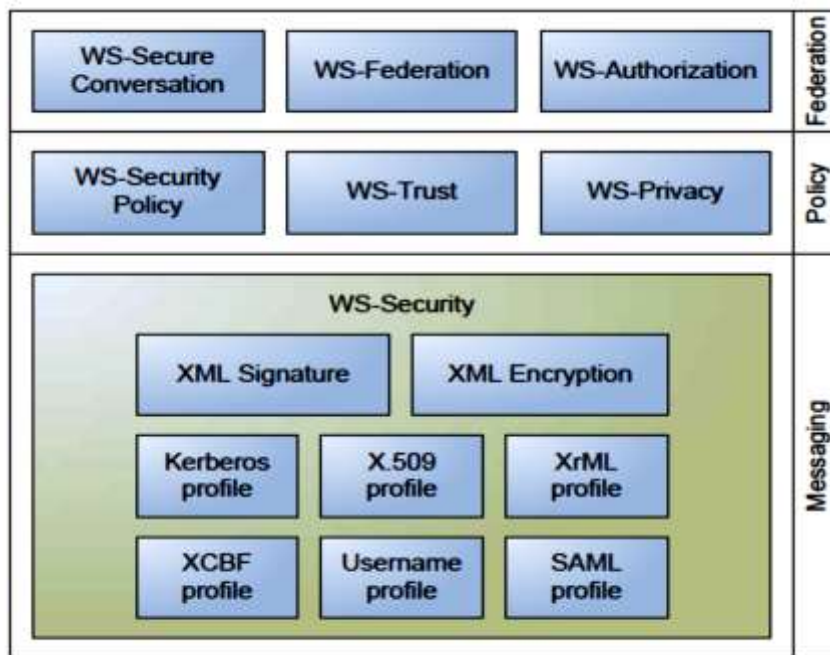 WS-Secure
Conversation
WS-Federation
WS-Authorization
Federation
WS-Security
Policy
WS-Trust
WS-Privacy
Policy
WS-Security
XML Signature
XML Encryption
Kerberos
profile
X.509
profile
XrML
profile
XCBF
profile
Username
profile
SAML
profile
Messaging